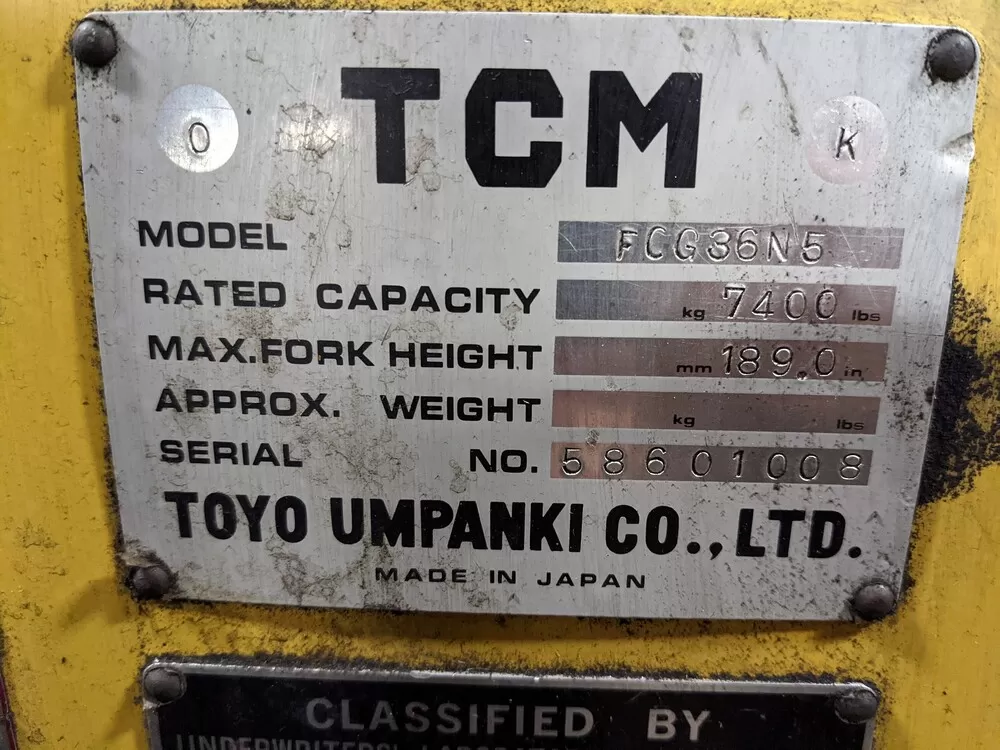 O TCM K
MODEL FCG36N5
RATED CAPACITY kg 7400 lbs
MAX.FORK HEIGHT mm 189.0 in
APPROX. WEIGHT kg lbs
SERIAL NO. 58601008
TOYO UMPANKI CO.,LTD.
MADE IN JAPAN
CLASSIFIED BY